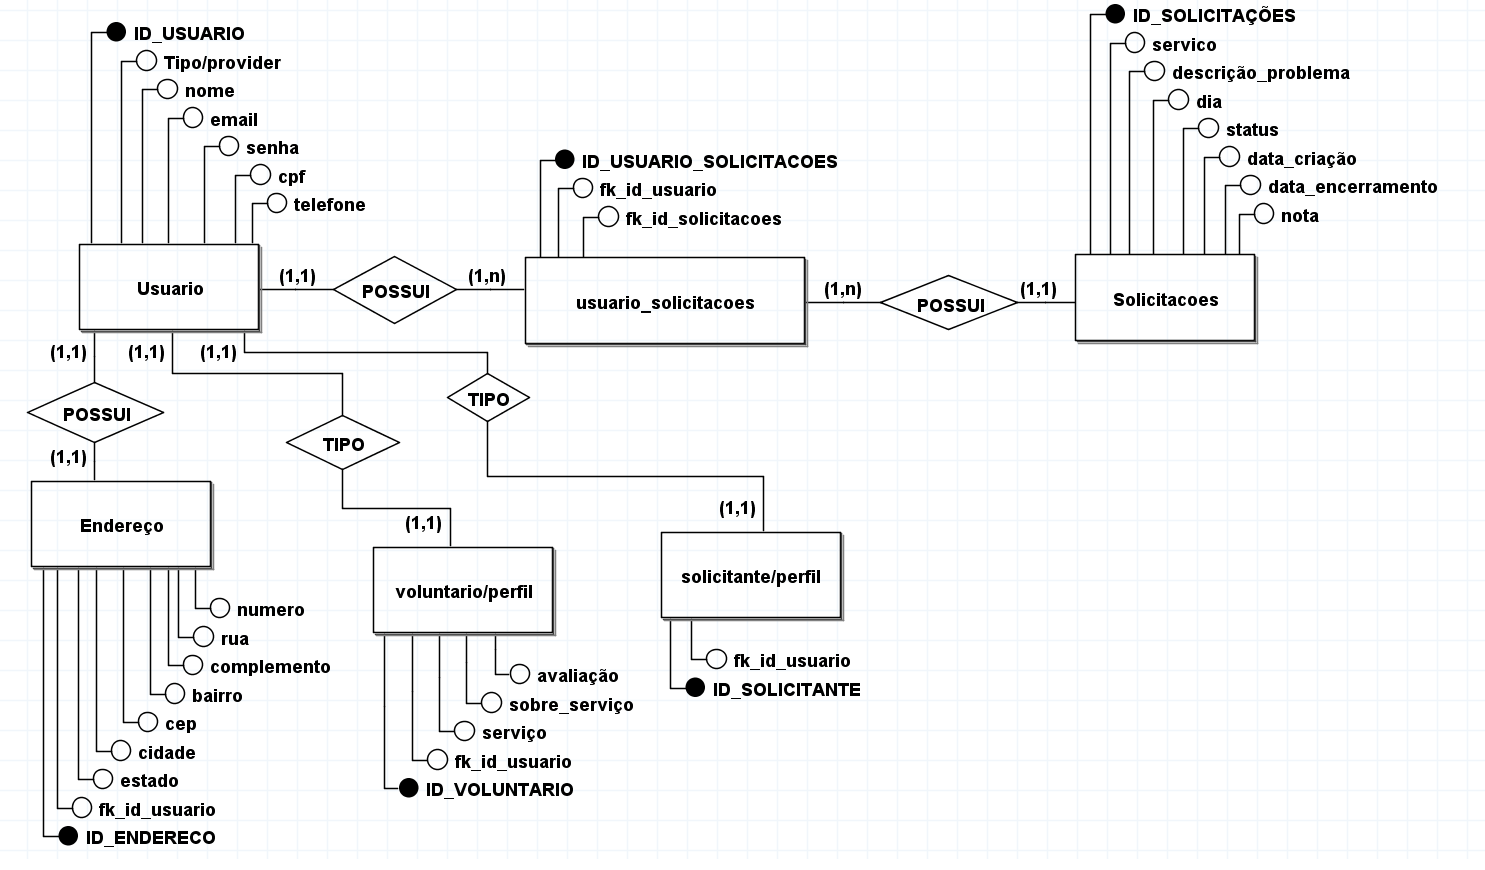 ID_USUARIO
Tipo/provider
nome
email
senha
cpf
telefone
Usuario
(1,1)
POSSUI
(1,n)
ID_USUARIO_SOLICITACOES
fk_id_usuario
fk_id_solicitacoes
usuario_solicitacoes
(1,n)
POSSUI
(1,1)
ID_SOLICITAÇÕES
servico
descrição_problema
dia
status
data_criação
data_encerramento
nota
Solicitacoes
(1,1)
(1,1)
(1,1)
POSSUI
TIPO
TIPO
(1,1)
(1,1)
(1,1)
Endereço
numero
rua
complemento
bairro
cep
cidade
estado
fk_id_usuario
ID_ENDERECO
voluntario/perfil
avaliação
sobre_serviço
serviço
fk_id_usuario
ID_VOLUNTARIO
solicitante/perfil
fk_id_usuario
ID_SOLICITANTE